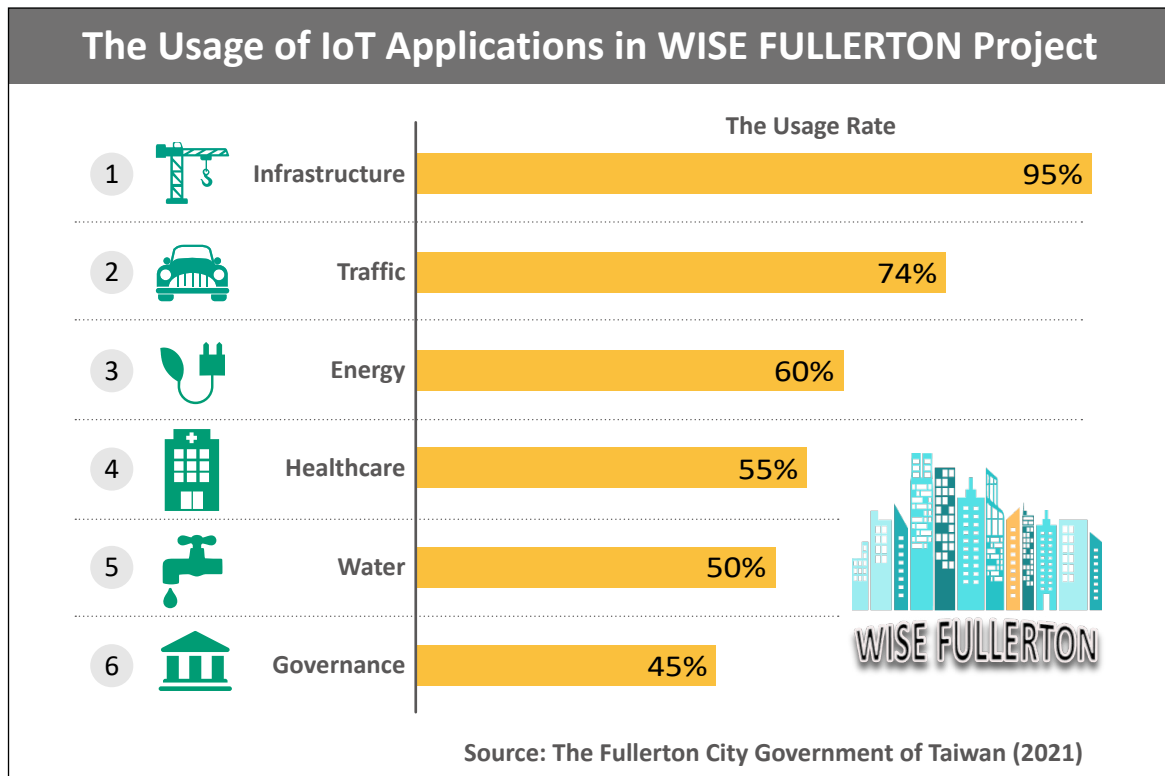 The Usage of IoT Applications in WISE FULLERTON Project
The Usage Rate
1 Infrastructure 95%
2 Traffic 74%
3 Energy 60%
4 Healthcare 55%
5 Water 50%
6 Governance 45%
WISE FULLERTON
Source: The Fullerton City Government of Taiwan (2021)